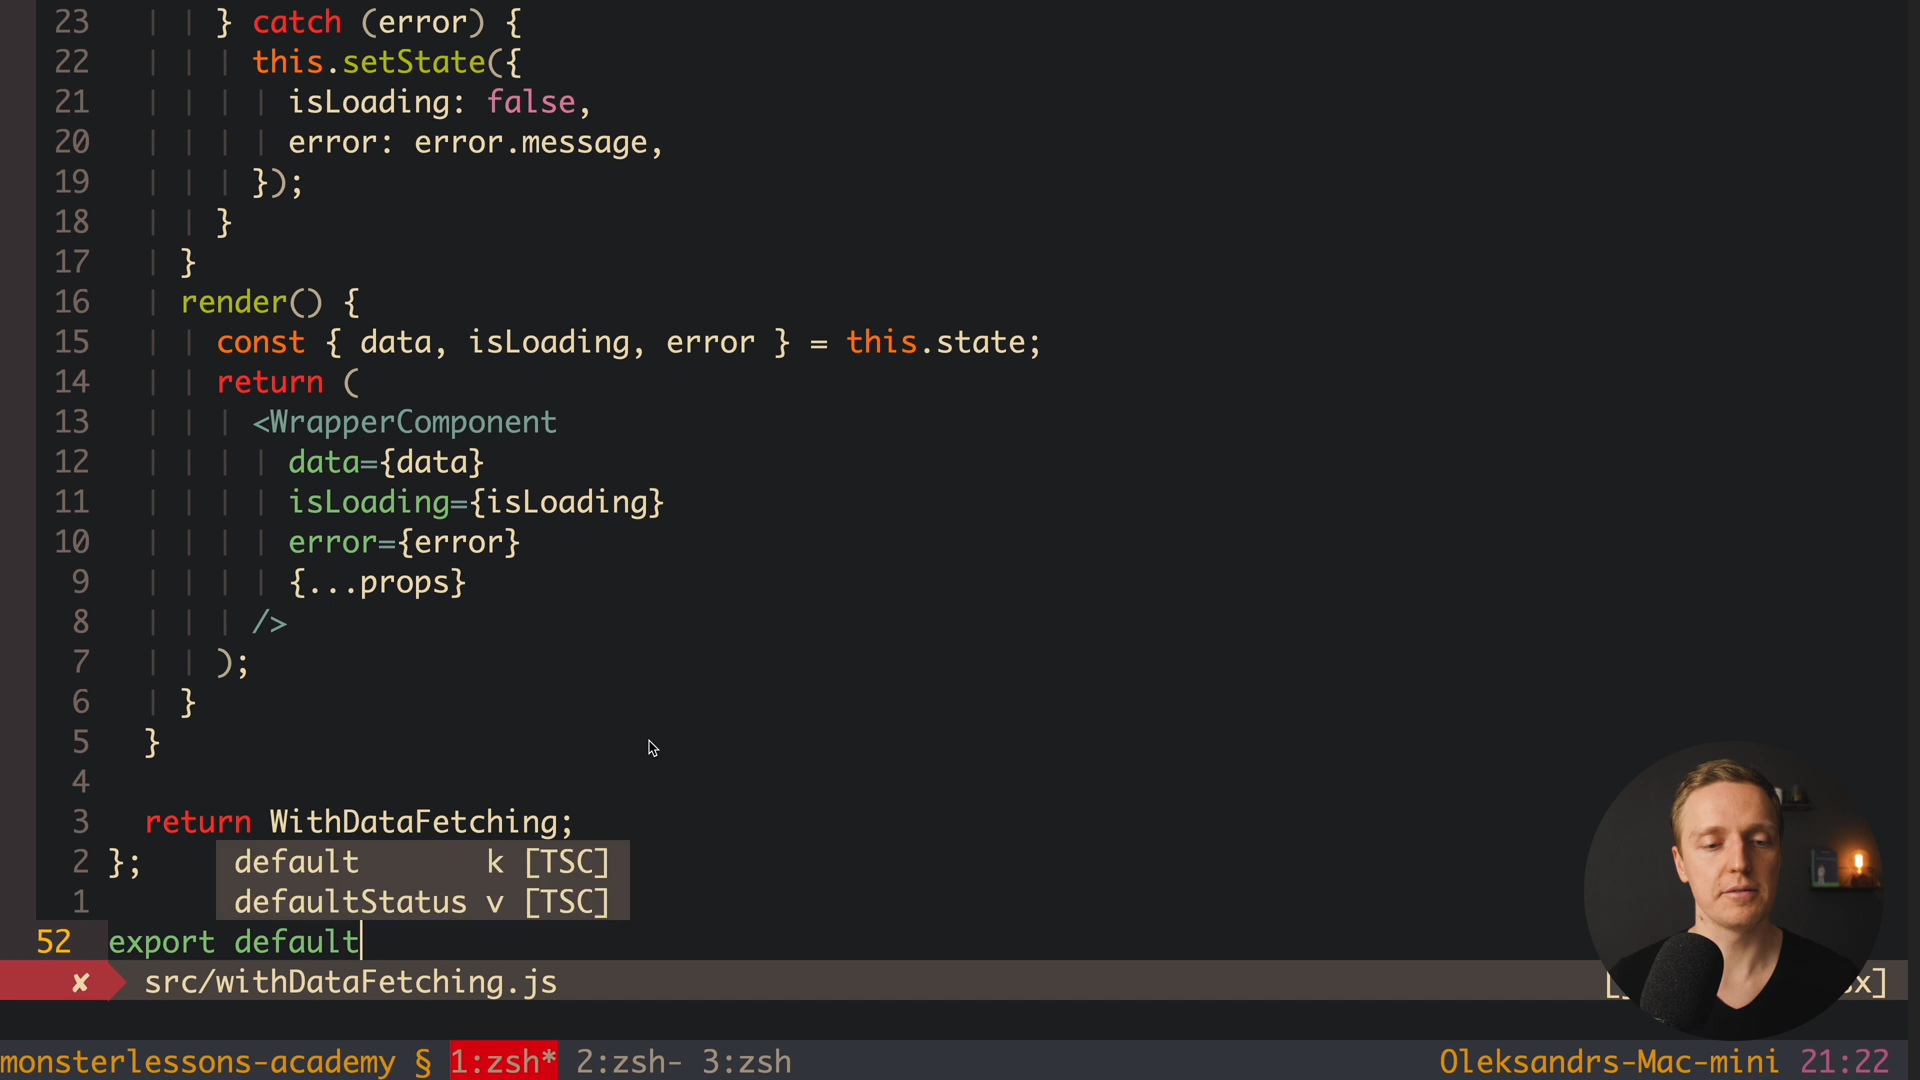 23 } catch (error) {
22 this.setState({
21 isLoading: false,
20 error: error.message,
19 });
18 }
17 }
16 render() {
15 const { data, isLoading, error } = this.state;
14 return (
13 <WrapperComponent
12 data={data}
11 isLoading={isLoading}
10 error={error}
9 {...props}
8 />
7 );
6 }
5 }
4
3 return WithDataFetching;
2 }; default k [TSC]
1 defaultStatus v [TSC]
52 export default
✘ src/withDataFetching.js
monsterlessons-academy § 1:zsh* 2:zsh- 3:zsh Oleksandrs-Mac-mini 21:22